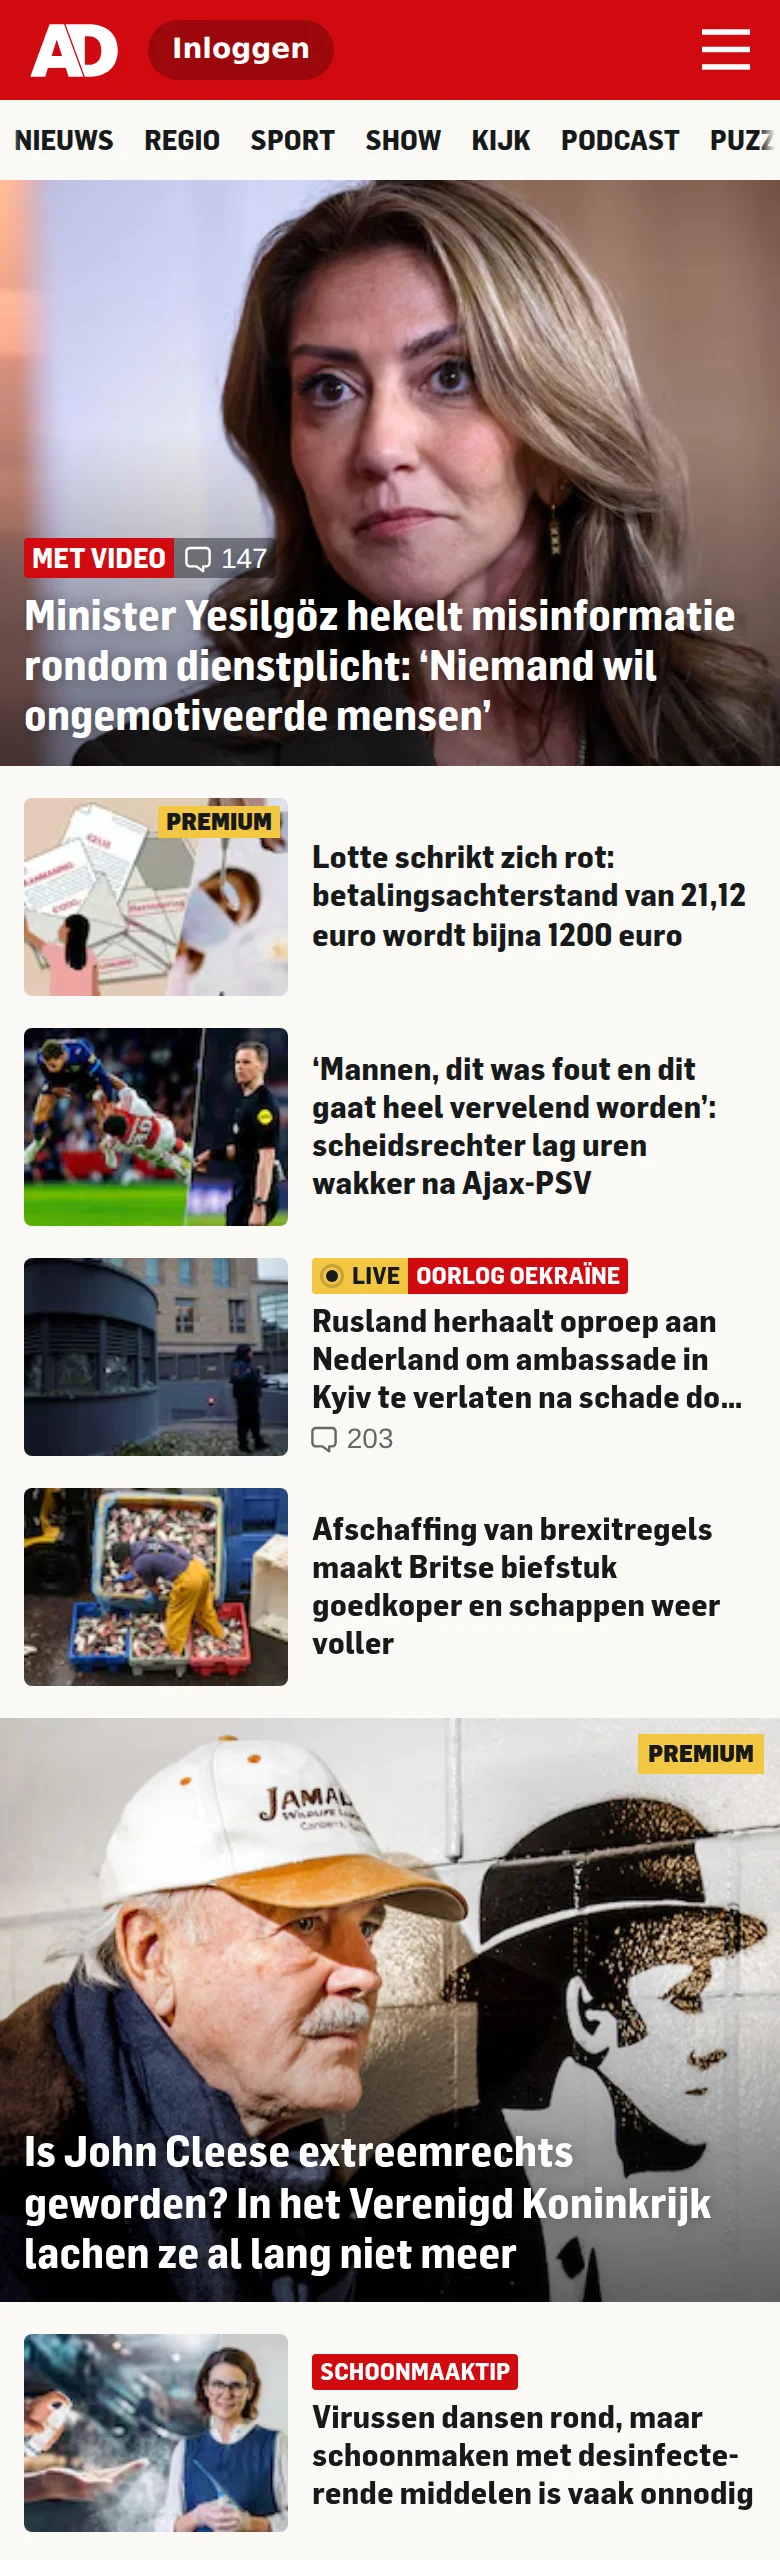 AD
Inloggen
NIEUWS REGIO SPORT SHOW KIJK PODCAST PUZZ
MET VIDEO 147
Minister Yesilgöz hekelt misinformatie
rondom dienstplicht: ‘Niemand wil
ongemotiveerde mensen’
PREMIUM
Lotte schrikt zich rot:
betalingsachterstand van 21,12
euro wordt bijna 1200 euro
‘Mannen, dit was fout en dit
gaat heel vervelend worden’:
scheidsrechter lag uren
wakker na Ajax-PSV
LIVE OORLOG OEKRAÏNE
Rusland herhaalt oproep aan
Nederland om ambassade in
Kyiv te verlaten na schade do...
203
Afschaffing van brexitregels
maakt Britse biefstuk
goedkoper en schappen weer
voller
PREMIUM
Is John Cleese extreemrechts
geworden? In het Verenigd Koninkrijk
lachen ze al lang niet meer
SCHOONMAAKTIP
Virussen dansen rond, maar
schoonmaken met desinfecte-
rende middelen is vaak onnodig